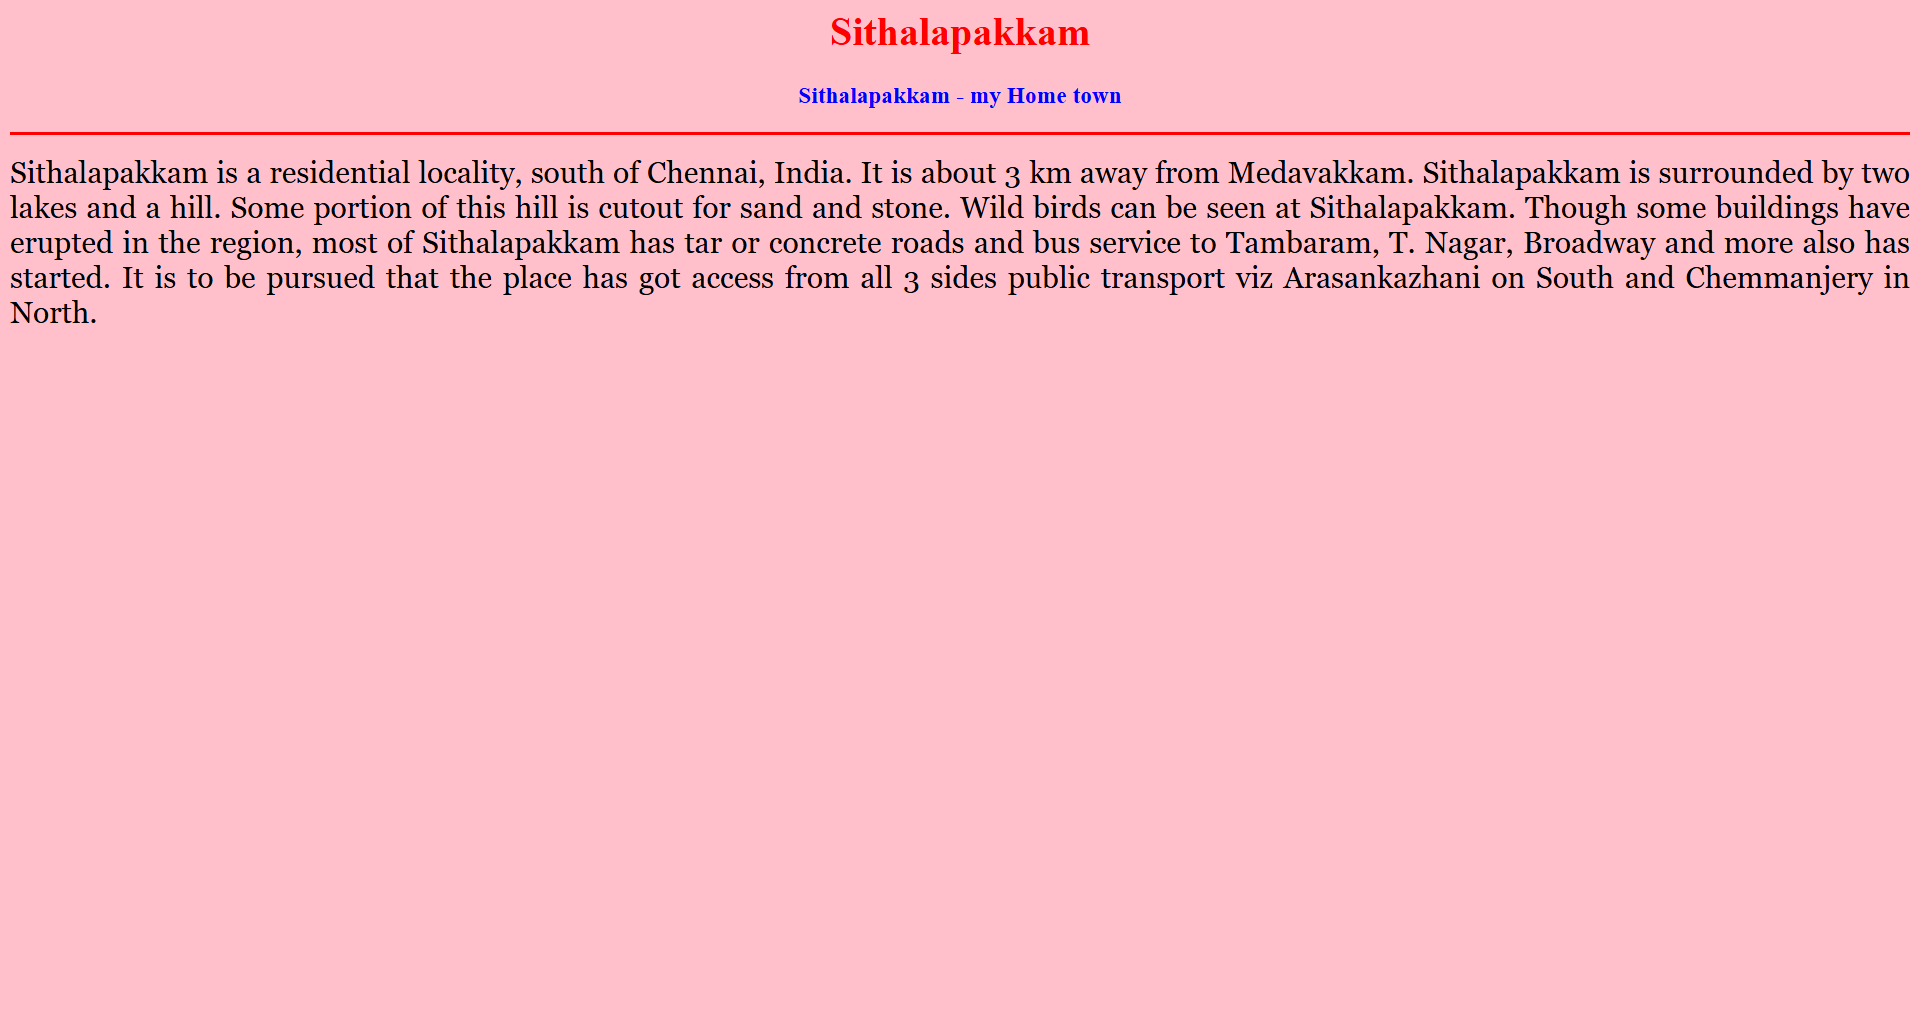 Sithalapakkam
Sithalapakkam - my Home town
Sithalapakkam is a residential locality, south of Chennai, India. It is about 3 km away from Medavakkam. Sithalapakkam is surrounded by two
lakes and a hill. Some portion of this hill is cutout for sand and stone. Wild birds can be seen at Sithalapakkam. Though some buildings have
erupted in the region, most of Sithalapakkam has tar or concrete roads and bus service to Tambaram, T. Nagar, Broadway and more also has
started. It is to be pursued that the place has got access from all 3 sides public transport viz Arasankazhani on South and Chemmanjery in
North.